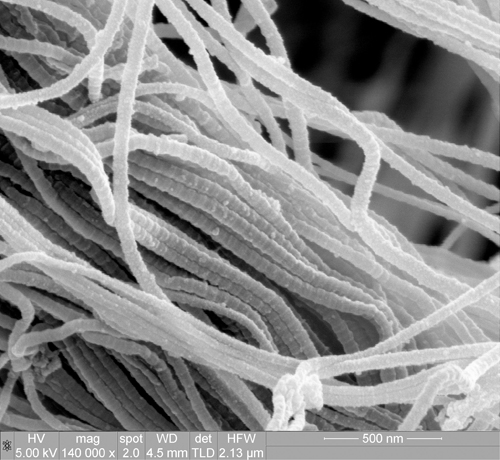 HV mag spot WD det HFW
5.00 kV 140 000 x 2.0 4.5 mm TLD 2.13 µm
500 nm